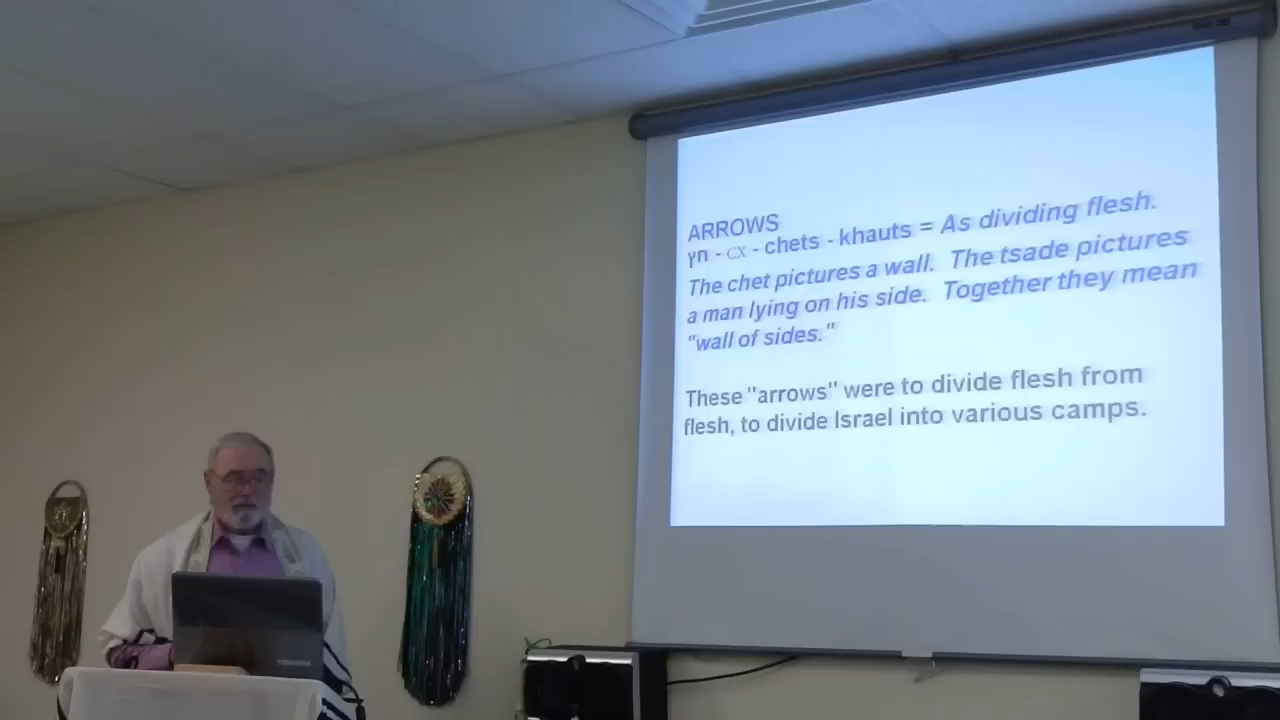 ARROWS
חץ - CX - chets - khauts = As dividing flesh.
The chet pictures a wall. The tsade pictures
a man lying on his side. Together they mean
"wall of sides."
These "arrows" were to divide flesh from
flesh, to divide Israel into various camps.
TOSHIBA